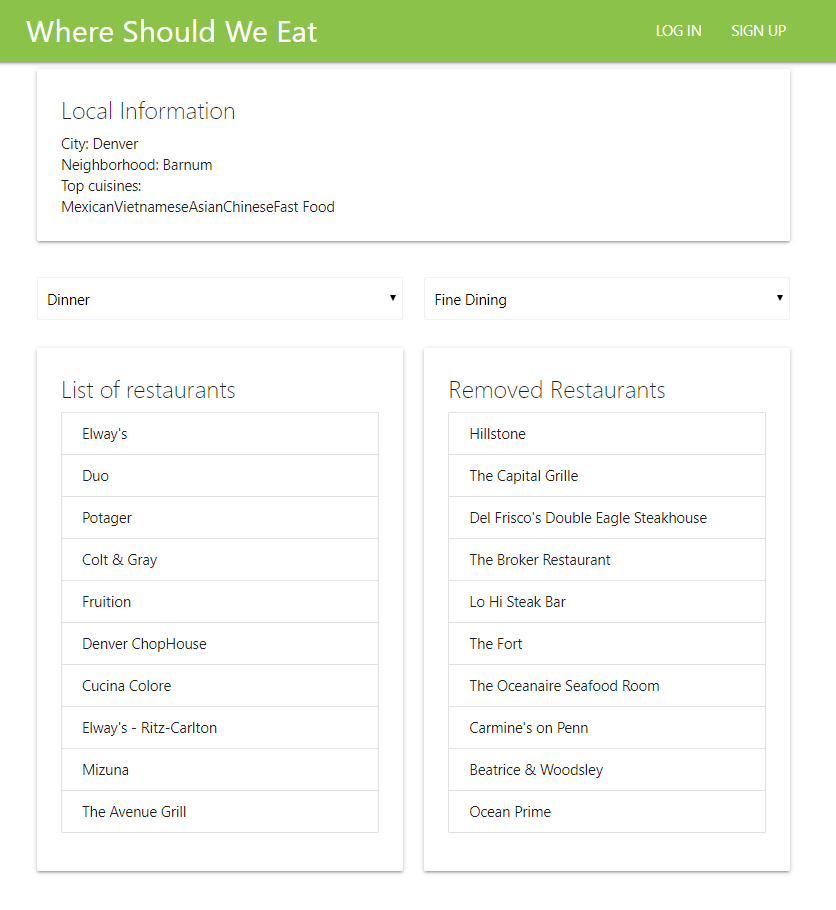 Where Should We Eat
LOG IN
SIGN UP
Local Information
City: Denver
Neighborhood: Barnum
Top cuisines:
MexicanVietnameseAsianChineseFast Food
Dinner
Fine Dining
List of restaurants
Elway's
Duo
Potager
Colt & Gray
Fruition
Denver ChopHouse
Cucina Colore
Elway's - Ritz-Carlton
Mizuna
The Avenue Grill
Removed Restaurants
Hillstone
The Capital Grille
Del Frisco's Double Eagle Steakhouse
The Broker Restaurant
Lo Hi Steak Bar
The Fort
The Oceanaire Seafood Room
Carmine's on Penn
Beatrice & Woodsley
Ocean Prime